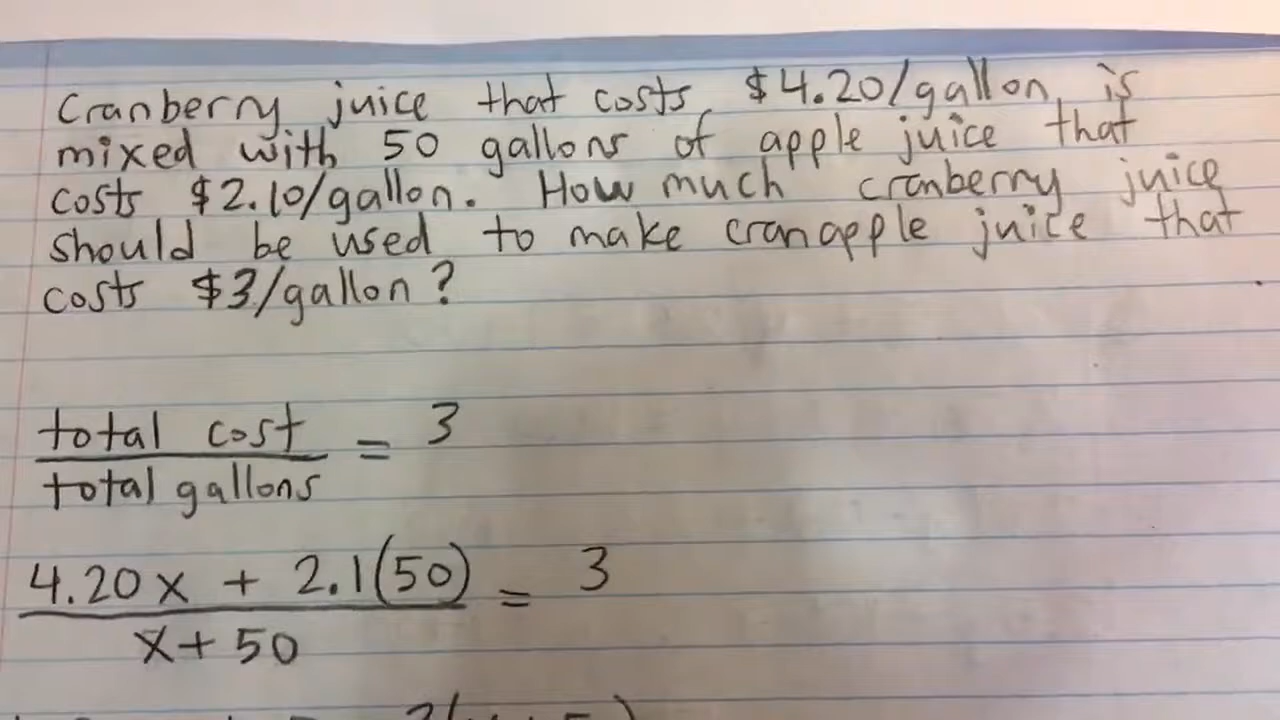 Cranberry juice that costs $4.20/gallon is
mixed with 50 gallons of apple juice that
costs $2.10/gallon. How much cranberry juice
should be used to make cranapple juice that
costs $3/gallon?
total cost
total gallons
= 3
4.20x + 2.1(50)
x + 50
= 3